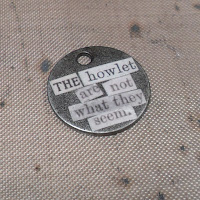 THE howlet
are not
what they
seem.